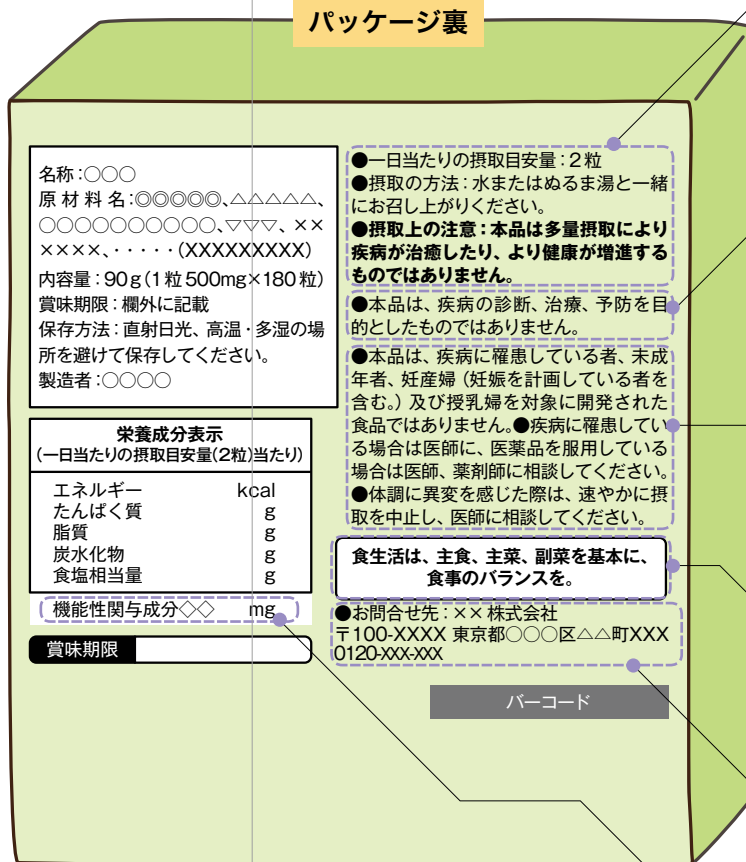 パッケージ裏
名称：○○○
原材料名：◎◎◎◎◎、△△△△△、
○○○○○○○○○○、▽▽▽、××
××××、・・・・・（XXXXXXXXX）
内容量：90g（1粒500mg×180粒）
賞味期限：欄外に記載
保存方法：直射日光、高温・多湿の場
所を避けて保存してください。
製造者：○○○○
栄養成分表示
（一日当たりの摂取目安量(2粒)当たり）
エネルギー kcal
たんぱく質 g
脂質 g
炭水化物 g
食塩相当量 g
機能性関与成分◇◇ mg
賞味期限
●一日当たりの摂取目安量：2粒
●摂取の方法：水またはぬるま湯と一緒
にお召し上がりください。
●摂取上の注意：本品は多量摂取により
疾病が治癒したり、より健康が増進する
ものではありません。
●本品は、疾病の診断、治療、予防を目
的としたものではありません。
●本品は、疾病に罹患している者、未成
年者、妊産婦（妊娠を計画している者を
含む。）及び授乳婦を対象に開発された
食品ではありません。●疾病に罹患してい
る場合は医師に、医薬品を服用している
場合は医師、薬剤師に相談してください。
●体調に異変を感じた際は、速やかに摂
取を中止し、医師に相談してください。
食生活は、主食、主菜、副菜を基本に、
食事のバランスを。
●お問合せ先：××株式会社
〒100-XXXX 東京都○○○区△△町XXX
0120-XXX-XXX
バーコード